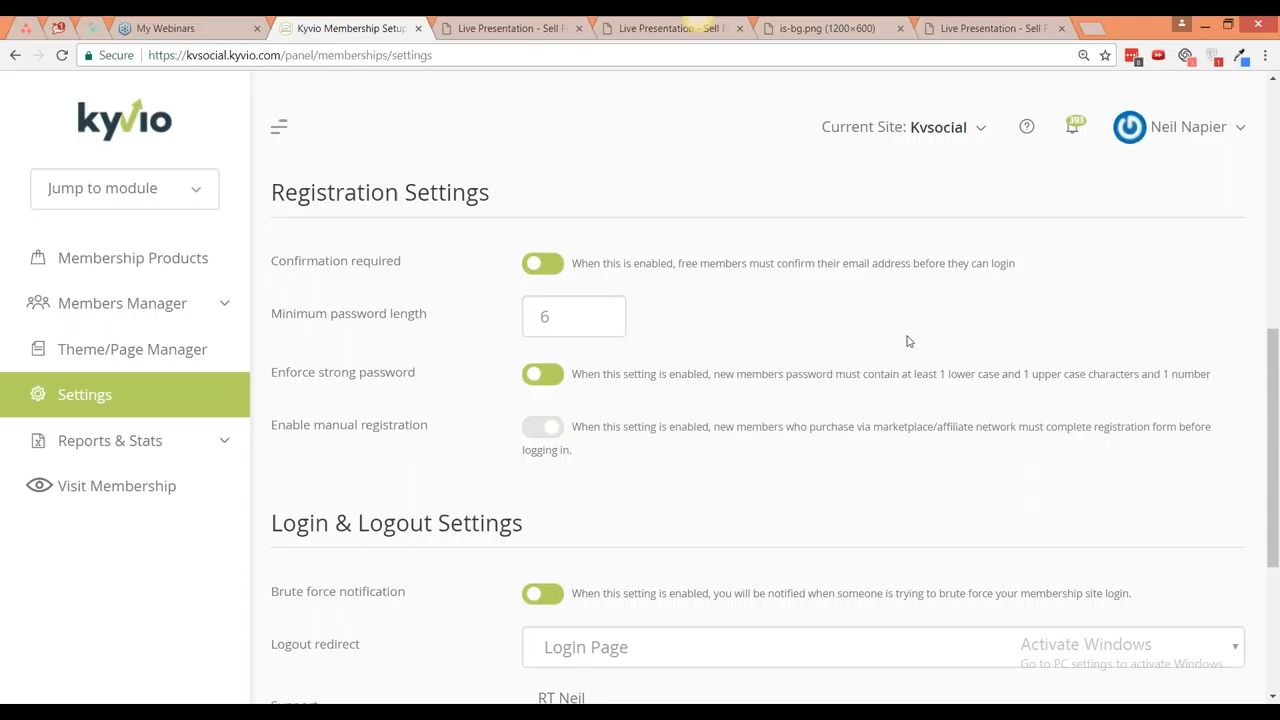 My Webinars
Kyvio Membership Setup
Live Presentation - Sell F
Live Presentation - Sell F
is-bg.png (1200×600)
Live Presentation - Sell F
Secure
https://kvsocial.kyvio.com/panel/memberships/settings
8
3
1
kyvio
Current Site: Kvsocial
393
Neil Napier
Jump to module
Membership Products
Members Manager
Theme/Page Manager
Settings
Reports & Stats
Visit Membership
Registration Settings
Confirmation required
When this is enabled, free members must confirm their email address before they can login
Minimum password length
6
Enforce strong password
When this setting is enabled, new members password must contain at least 1 lower case and 1 upper case characters and 1 number
Enable manual registration
When this setting is enabled, new members who purchase via marketplace/affiliate network must complete registration form before
logging in.
Login & Logout Settings
Brute force notification
When this setting is enabled, you will be notified when someone is trying to brute force your membership site login.
Logout redirect
Login Page
Activate Windows
Go to PC settings to activate Windows.
Support
RT Neil